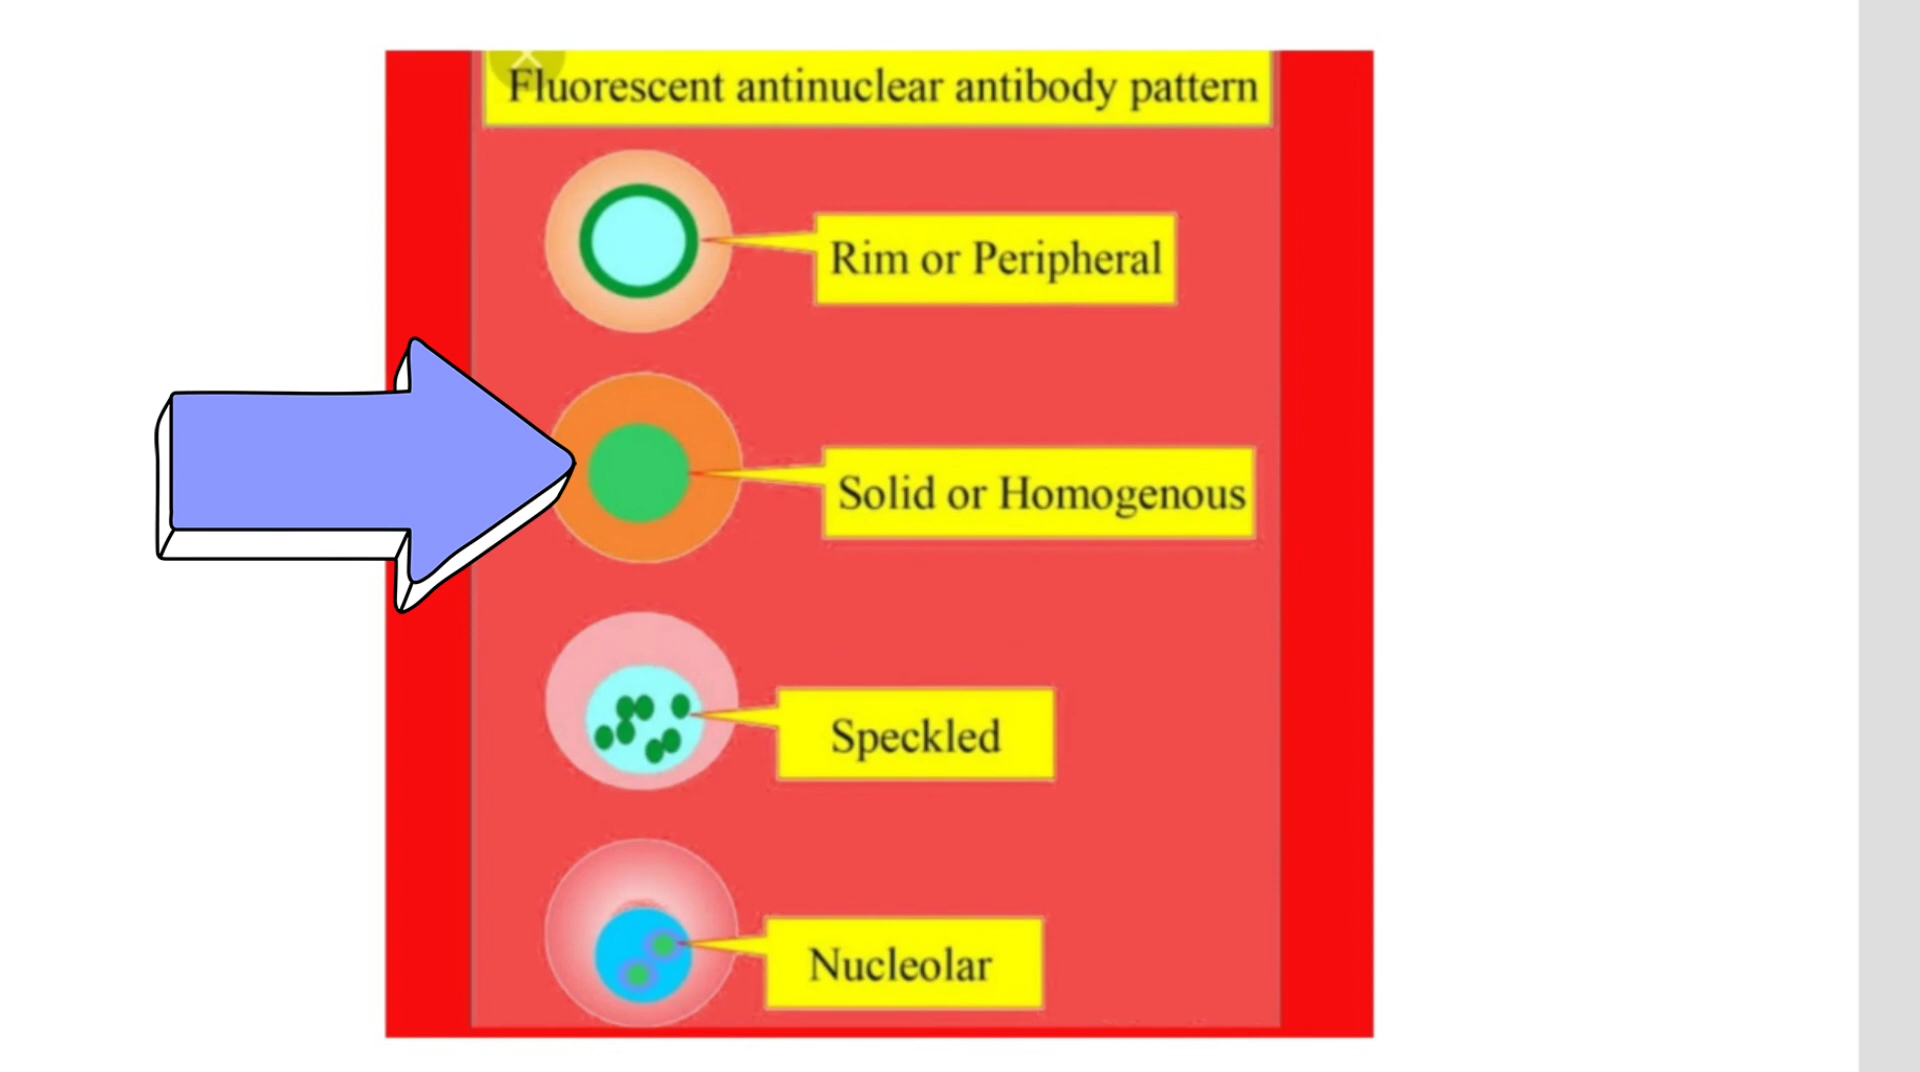 Fluorescent antinuclear antibody pattern
Rim or Peripheral
Solid or Homogenous
Speckled
Nucleolar